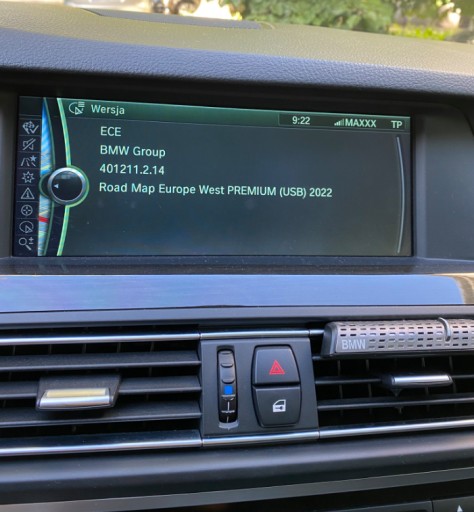 Wersja
9:22
MAXXX
TP
ECE
BMW Group
401211.2.14
Road Map Europe West PREMIUM (USB) 2022
BMW